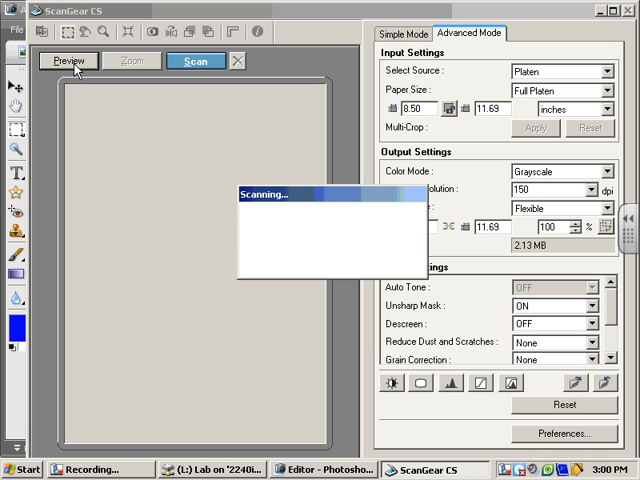 ScanGear CS
File
Preview
Zoom
Scan
Scanning...
Simple Mode
Advanced Mode
Input Settings
Select Source :
Platen
Paper Size :
Full Platen
8.50
11.69
inches
Multi-Crop :
Apply
Reset
Output Settings
Color Mode :
Grayscale
150
dpi
Flexible
11.69
100
%
2.13 MB
Auto Tone :
OFF
Unsharp Mask :
ON
Descreen :
OFF
Reduce Dust and Scratches :
None
Grain Correction :
None
Reset
Preferences...
Start
Recording...
(L:) Lab on '2240i...
Editor - Photosho...
ScanGear CS
3:00 PM